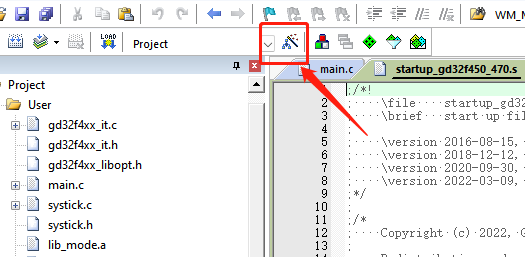 WM_M
LOAD
Project
Project
User
gd32f4xx_it.c
gd32f4xx_it.h
gd32f4xx_libopt.h
main.c
systick.c
systick.h
lib_mode.a
main.c
startup_gd32f450_470.s
1 /*!
2 \file startup_gd32
3 \brief start up fil
4
5 \version 2016-08-15,
6 \version 2018-12-12,
7 \version 2020-09-30,
8 \version 2022-03-09,
9 */
10
11 /*
12 Copyright (c) 2022, G
13
14